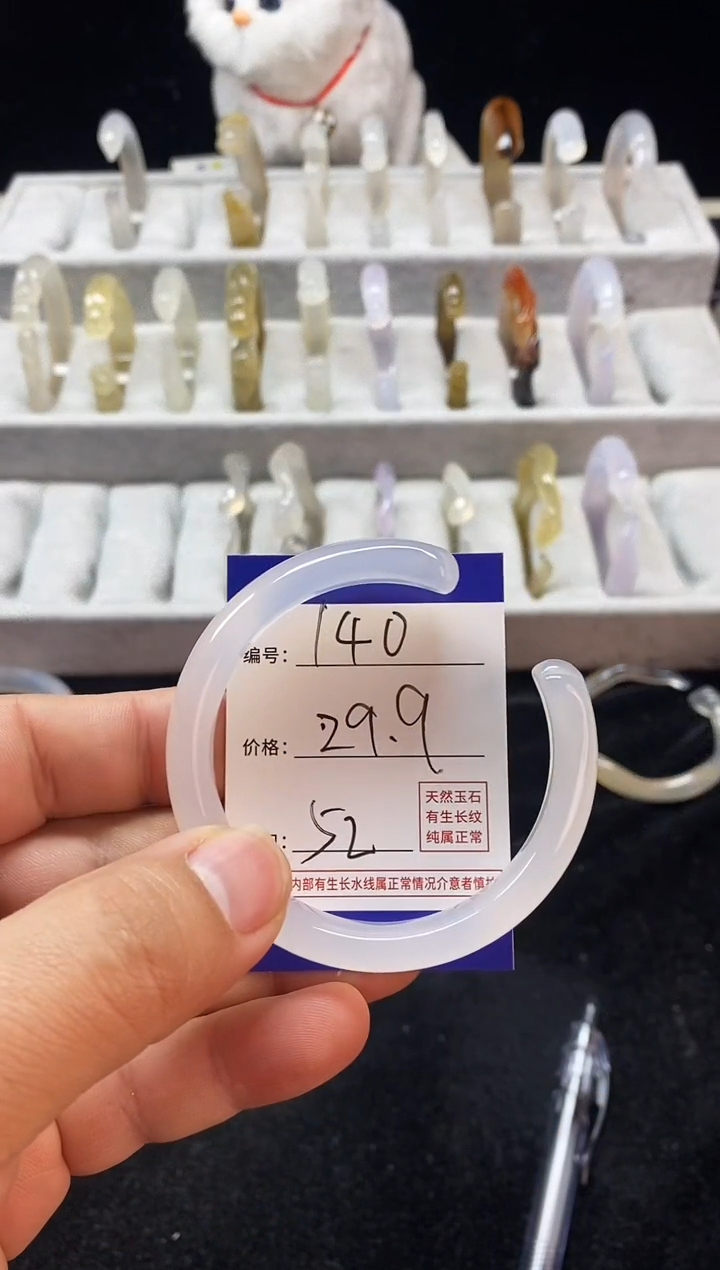 编号： 140
价格： 29.9
： 52
天然玉石
有生长纹
纯属正常
内部有生长水线属正常情况介意者慎